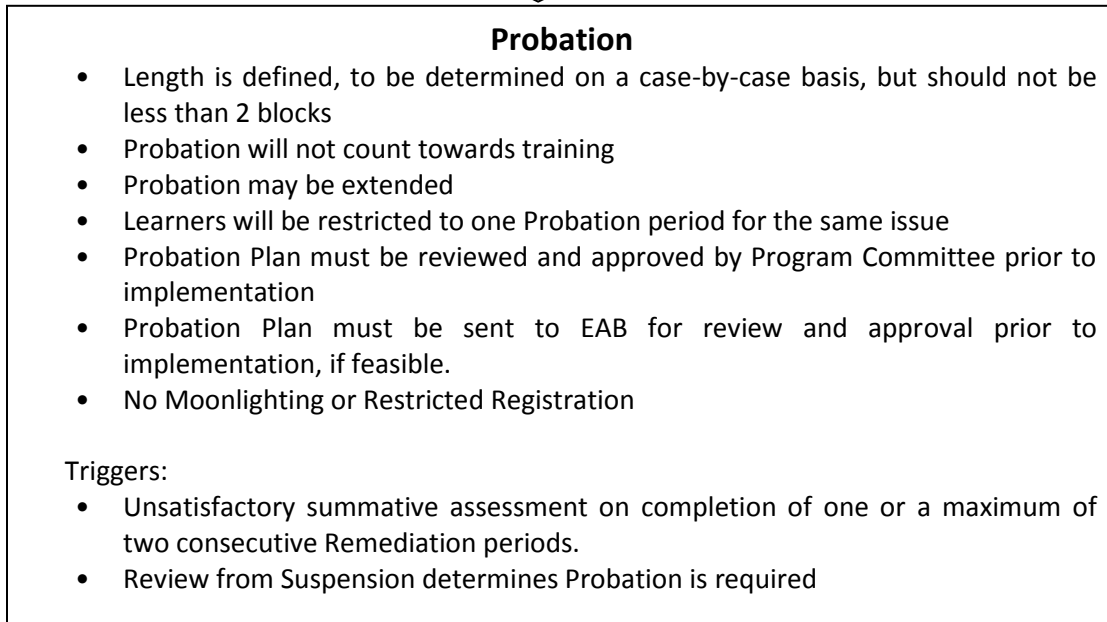 Probation
• Length is defined, to be determined on a case-by-case basis, but should not be
less than 2 blocks
• Probation will not count towards training
• Probation may be extended
• Learners will be restricted to one Probation period for the same issue
• Probation Plan must be reviewed and approved by Program Committee prior to
implementation
• Probation Plan must be sent to EAB for review and approval prior to
implementation, if feasible.
• No Moonlighting or Restricted Registration
Triggers:
• Unsatisfactory summative assessment on completion of one or a maximum of
two consecutive Remediation periods.
• Review from Suspension determines Probation is required